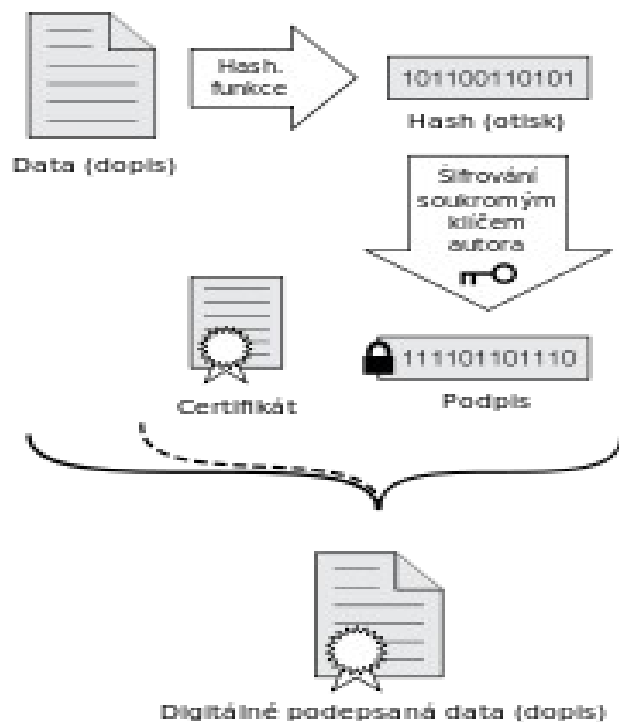 Hash.
funkce
101100110101
Hash (otisk)
Data (dopis)
Šifrování
soukromým
klíčem
autora
111101101110
Certifikát
Podpis
Digitálně podepsaná data (dopis)